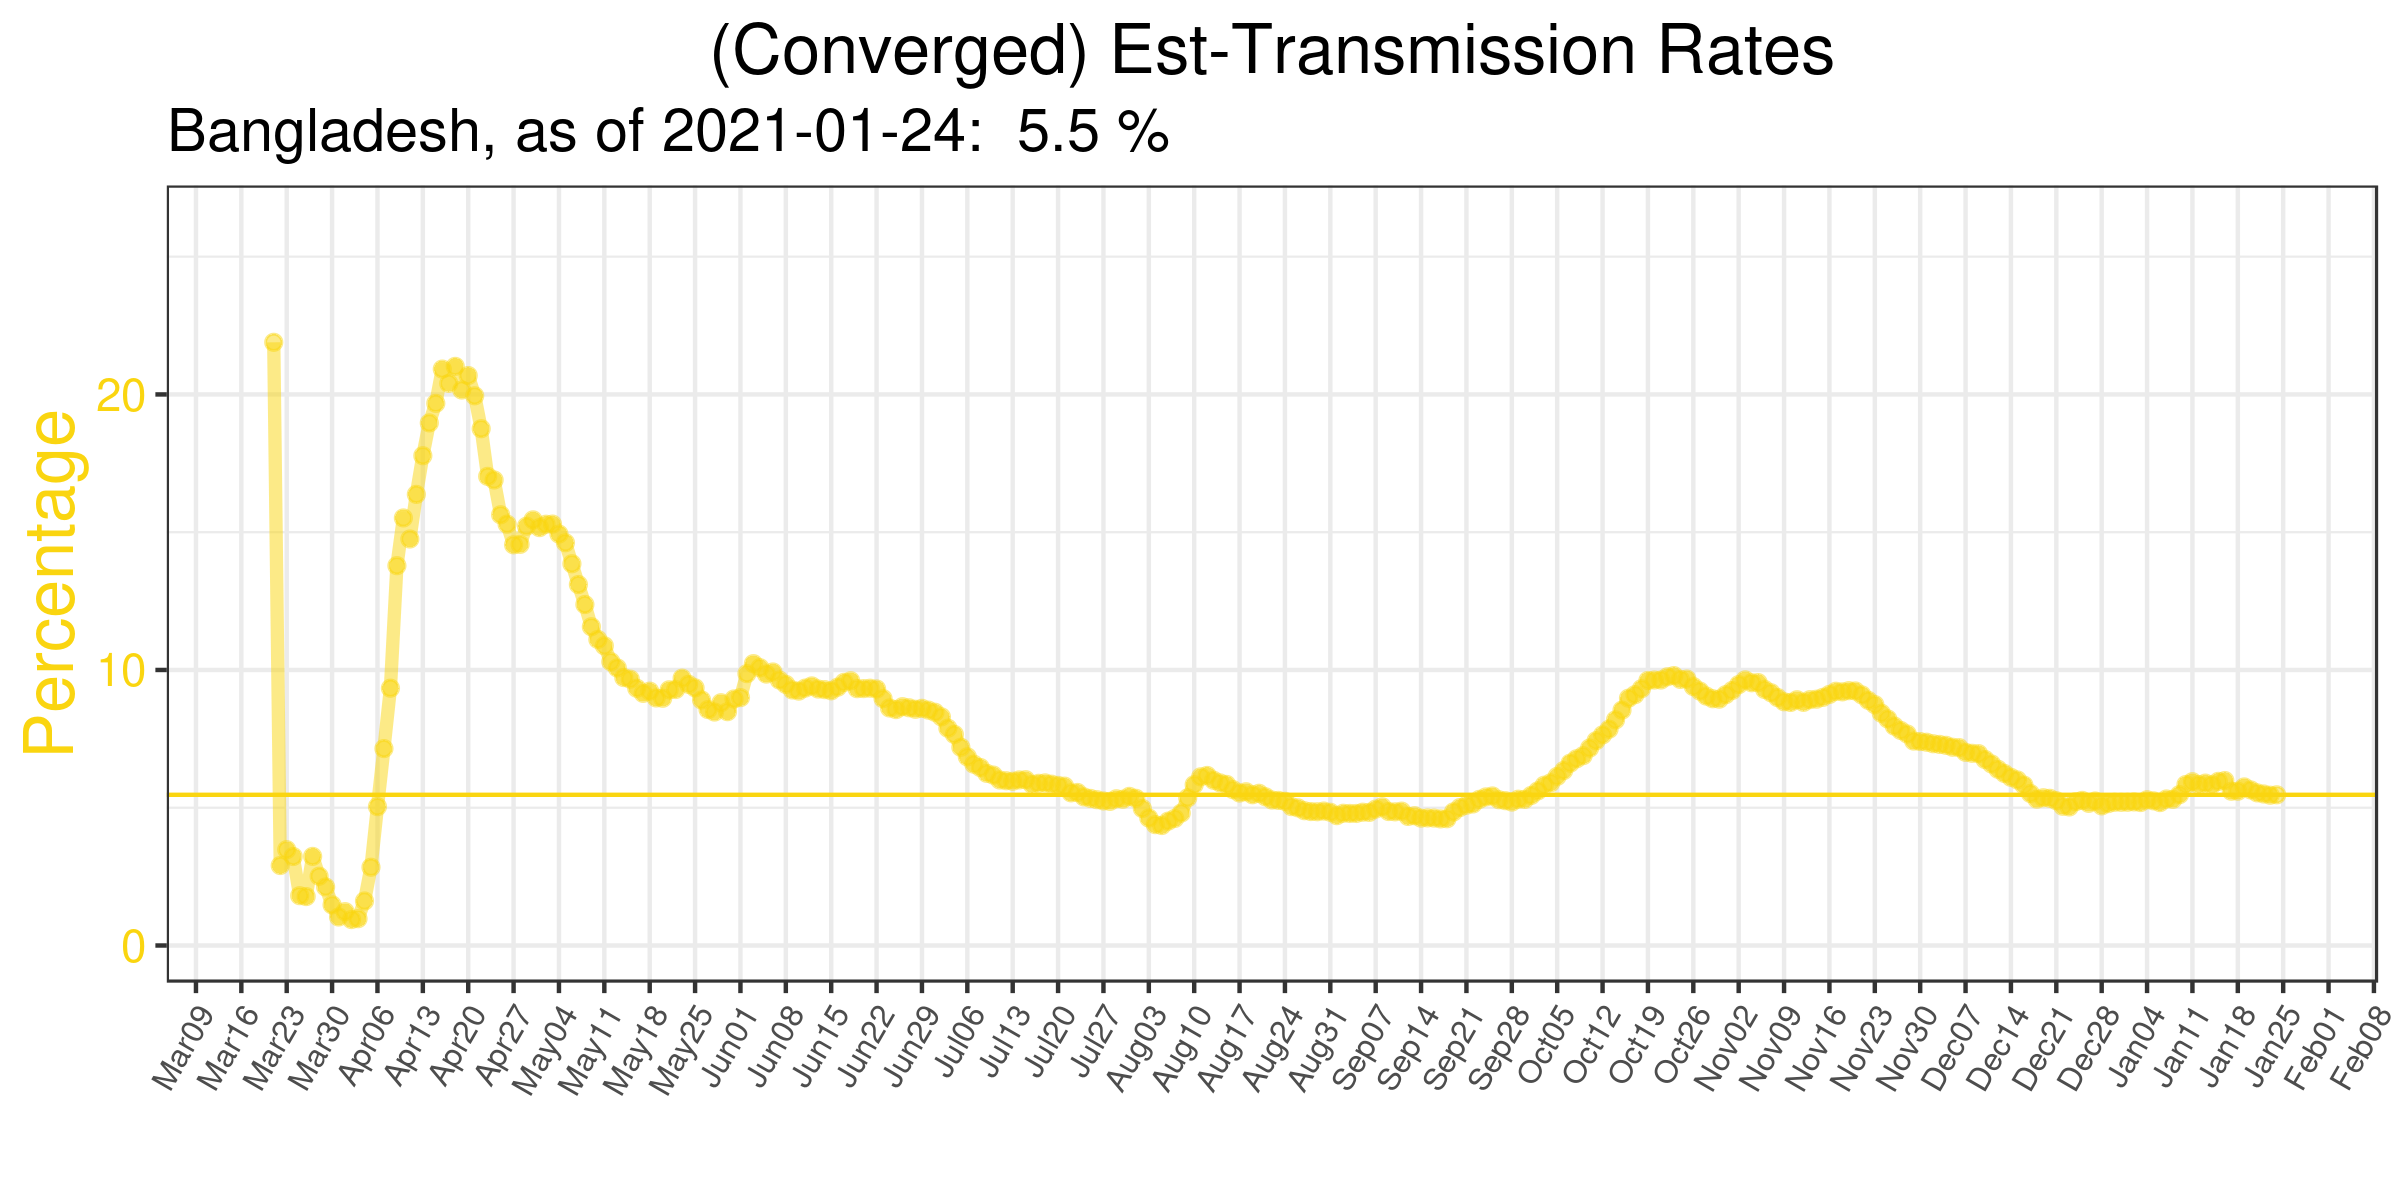 (Converged) Est-Transmission Rates
Bangladesh, as of 2021-01-24:  5.5 %
Percentage
20
10
0
Mar09
Mar16
Mar23
Mar30
Apr06
Apr13
Apr20
Apr27
May04
May11
May18
May25
Jun01
Jun08
Jun15
Jun22
Jun29
Jul06
Jul13
Jul20
Jul27
Aug03
Aug10
Aug17
Aug24
Aug31
Sep07
Sep14
Sep21
Sep28
Oct05
Oct12
Oct19
Oct26
Nov02
Nov09
Nov16
Nov23
Nov30
Dec07
Dec14
Dec21
Dec28
Jan04
Jan11
Jan18
Jan25
Feb01
Feb08